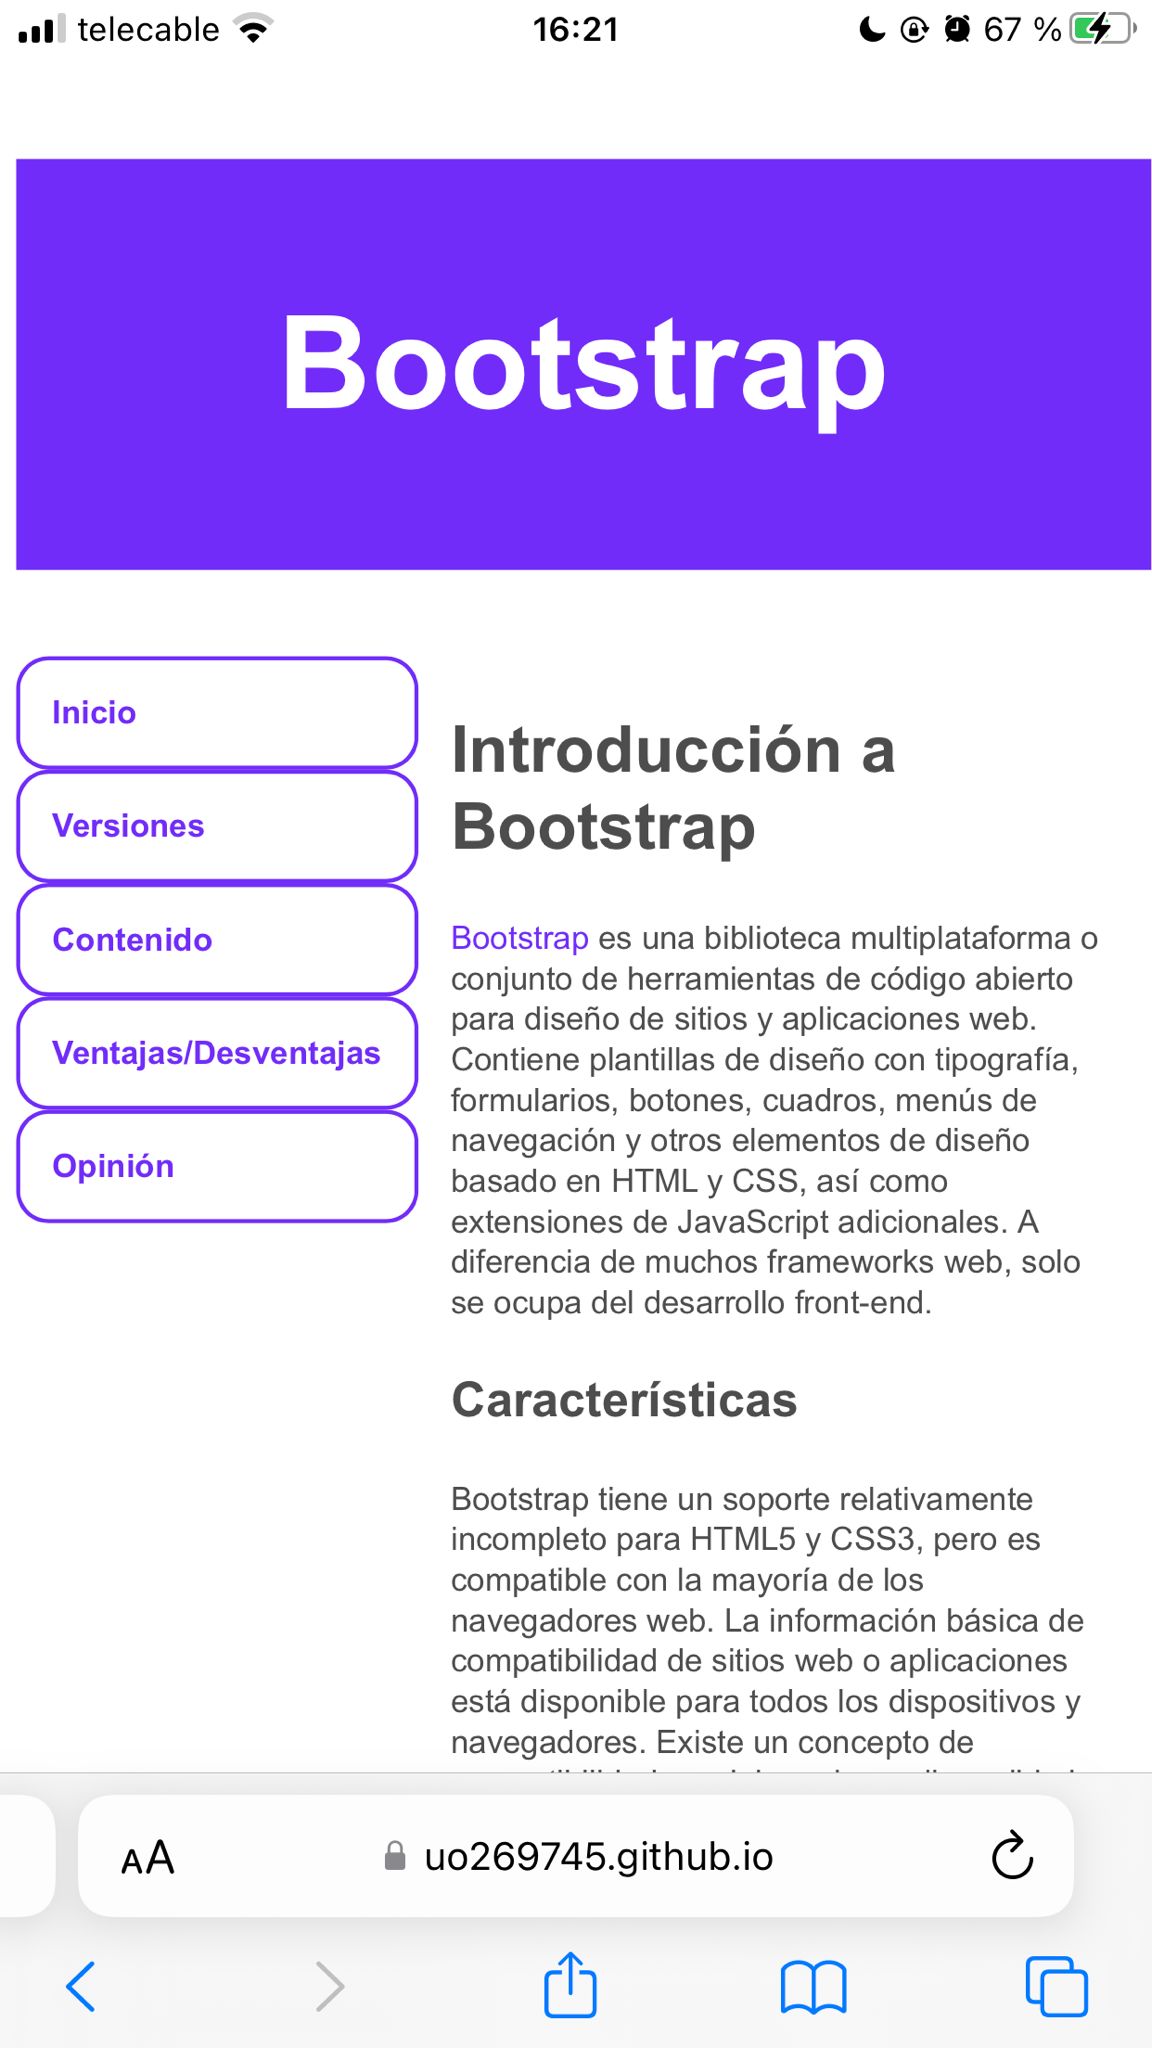 telecable 16:21 67 %
Bootstrap
Inicio
Versiones
Contenido
Ventajas/Desventajas
Opinión
Introducción a
Bootstrap
Bootstrap es una biblioteca multiplataforma o
conjunto de herramientas de código abierto
para diseño de sitios y aplicaciones web.
Contiene plantillas de diseño con tipografía,
formularios, botones, cuadros, menús de
navegación y otros elementos de diseño
basado en HTML y CSS, así como
extensiones de JavaScript adicionales. A
diferencia de muchos frameworks web, solo
se ocupa del desarrollo front-end.
Características
Bootstrap tiene un soporte relativamente
incompleto para HTML5 y CSS3, pero es
compatible con la mayoría de los
navegadores web. La información básica de
compatibilidad de sitios web o aplicaciones
está disponible para todos los dispositivos y
navegadores. Existe un concepto de
AA uo269745.github.io